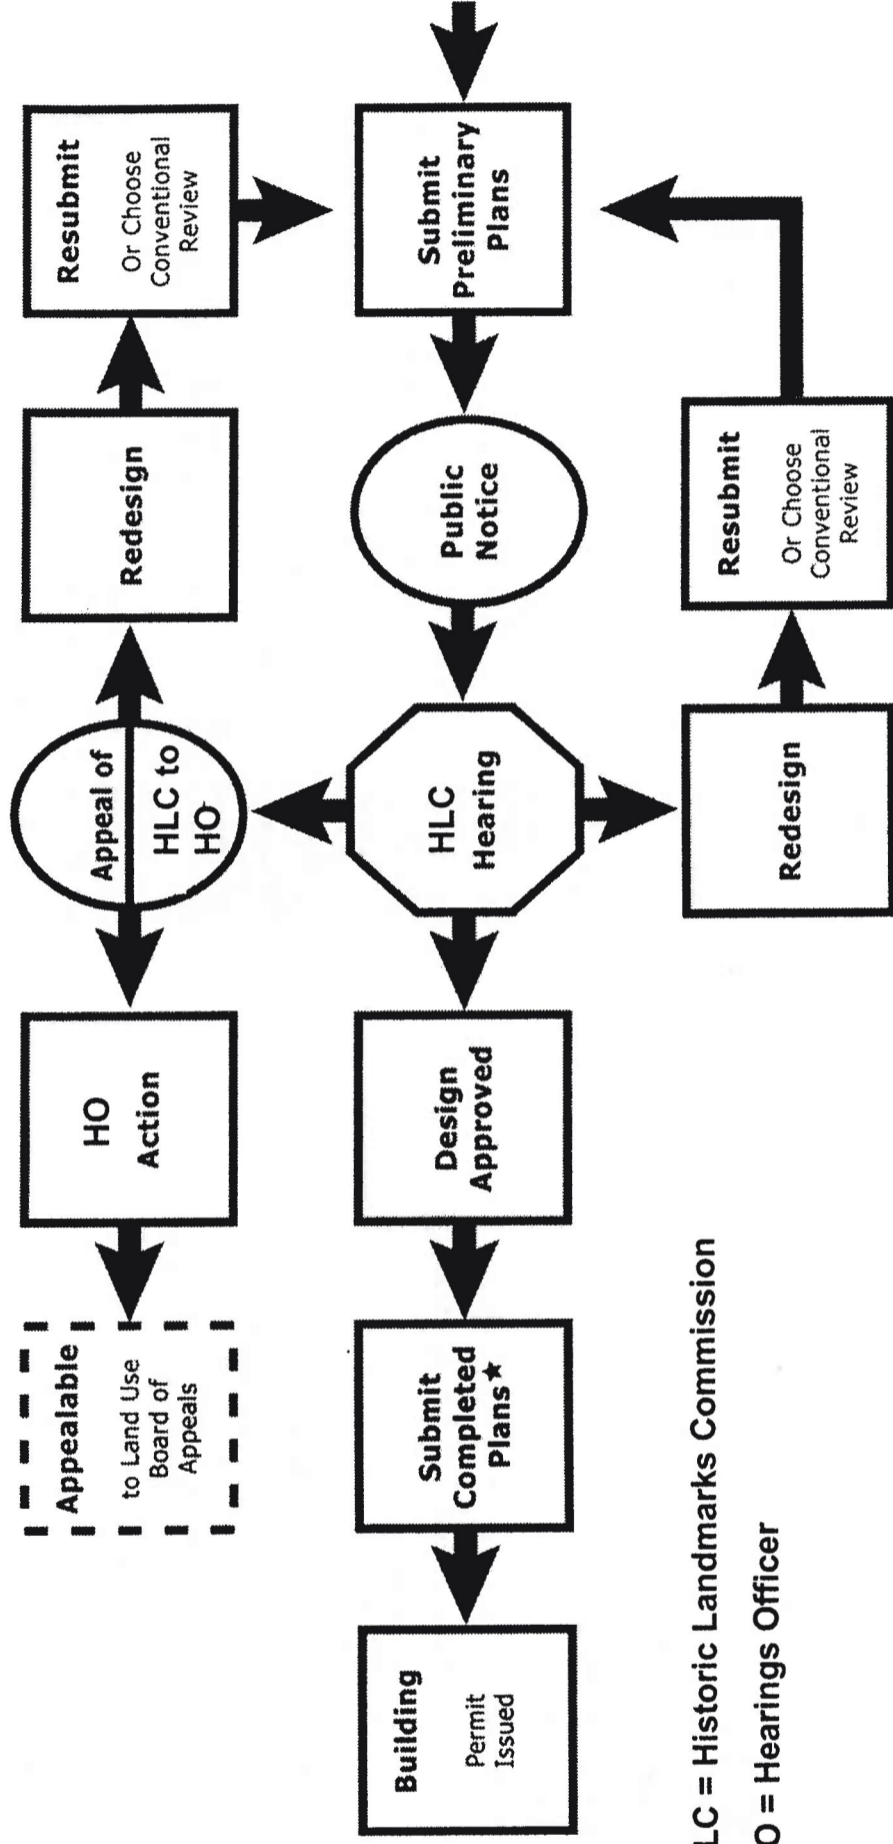 Appealable
to Land Use
Board of
Appeals
HO
Action
Appeal of
HLC to
HO
Redesign
Resubmit
Or Choose
Conventional
Review
Building
Permit
Issued
Submit
Completed
Plans★
Design
Approved
HLC
Hearing
Public
Notice
Submit
Preliminary
Plans
LC = Historic Landmarks Commission
O = Hearings Officer
Redesign
Resubmit
Or Choose
Conventional
Review